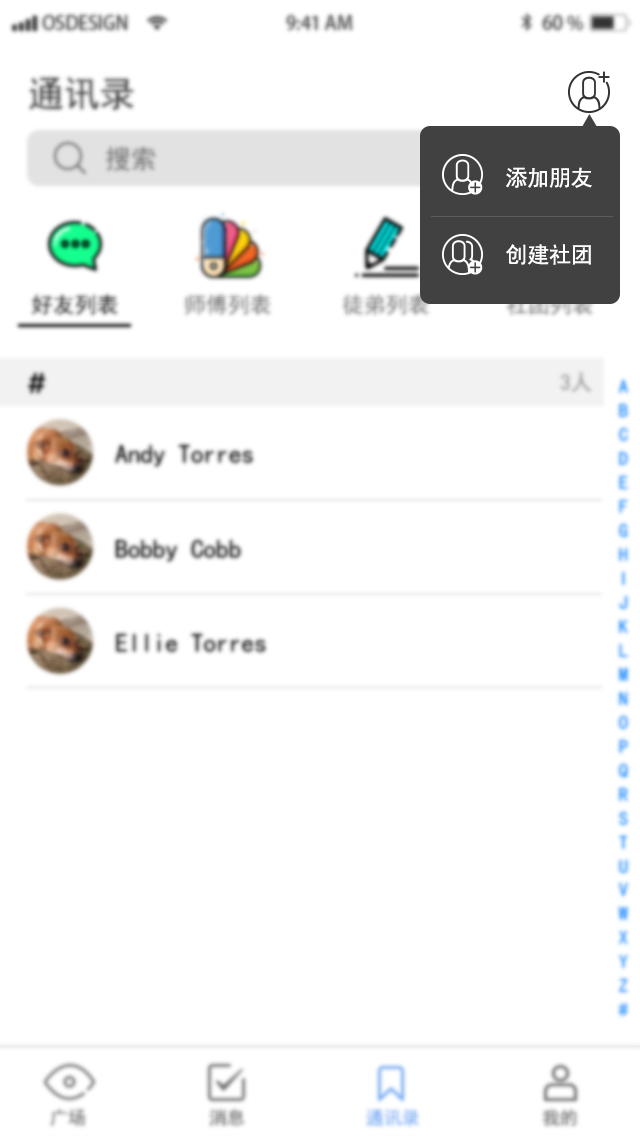 OSDESIGN 9:41 AM 60 %
通讯录
搜索
添加朋友
创建社团
好友列表 师傅列表 徒弟列表 社团列表
# 3人
Andy Torres
Bobby Cobb
Ellie Torres
A
B
C
D
E
F
G
H
I
J
K
L
M
N
O
P
Q
R
S
T
U
V
W
X
Y
Z
#
广场 消息 通讯录 我的